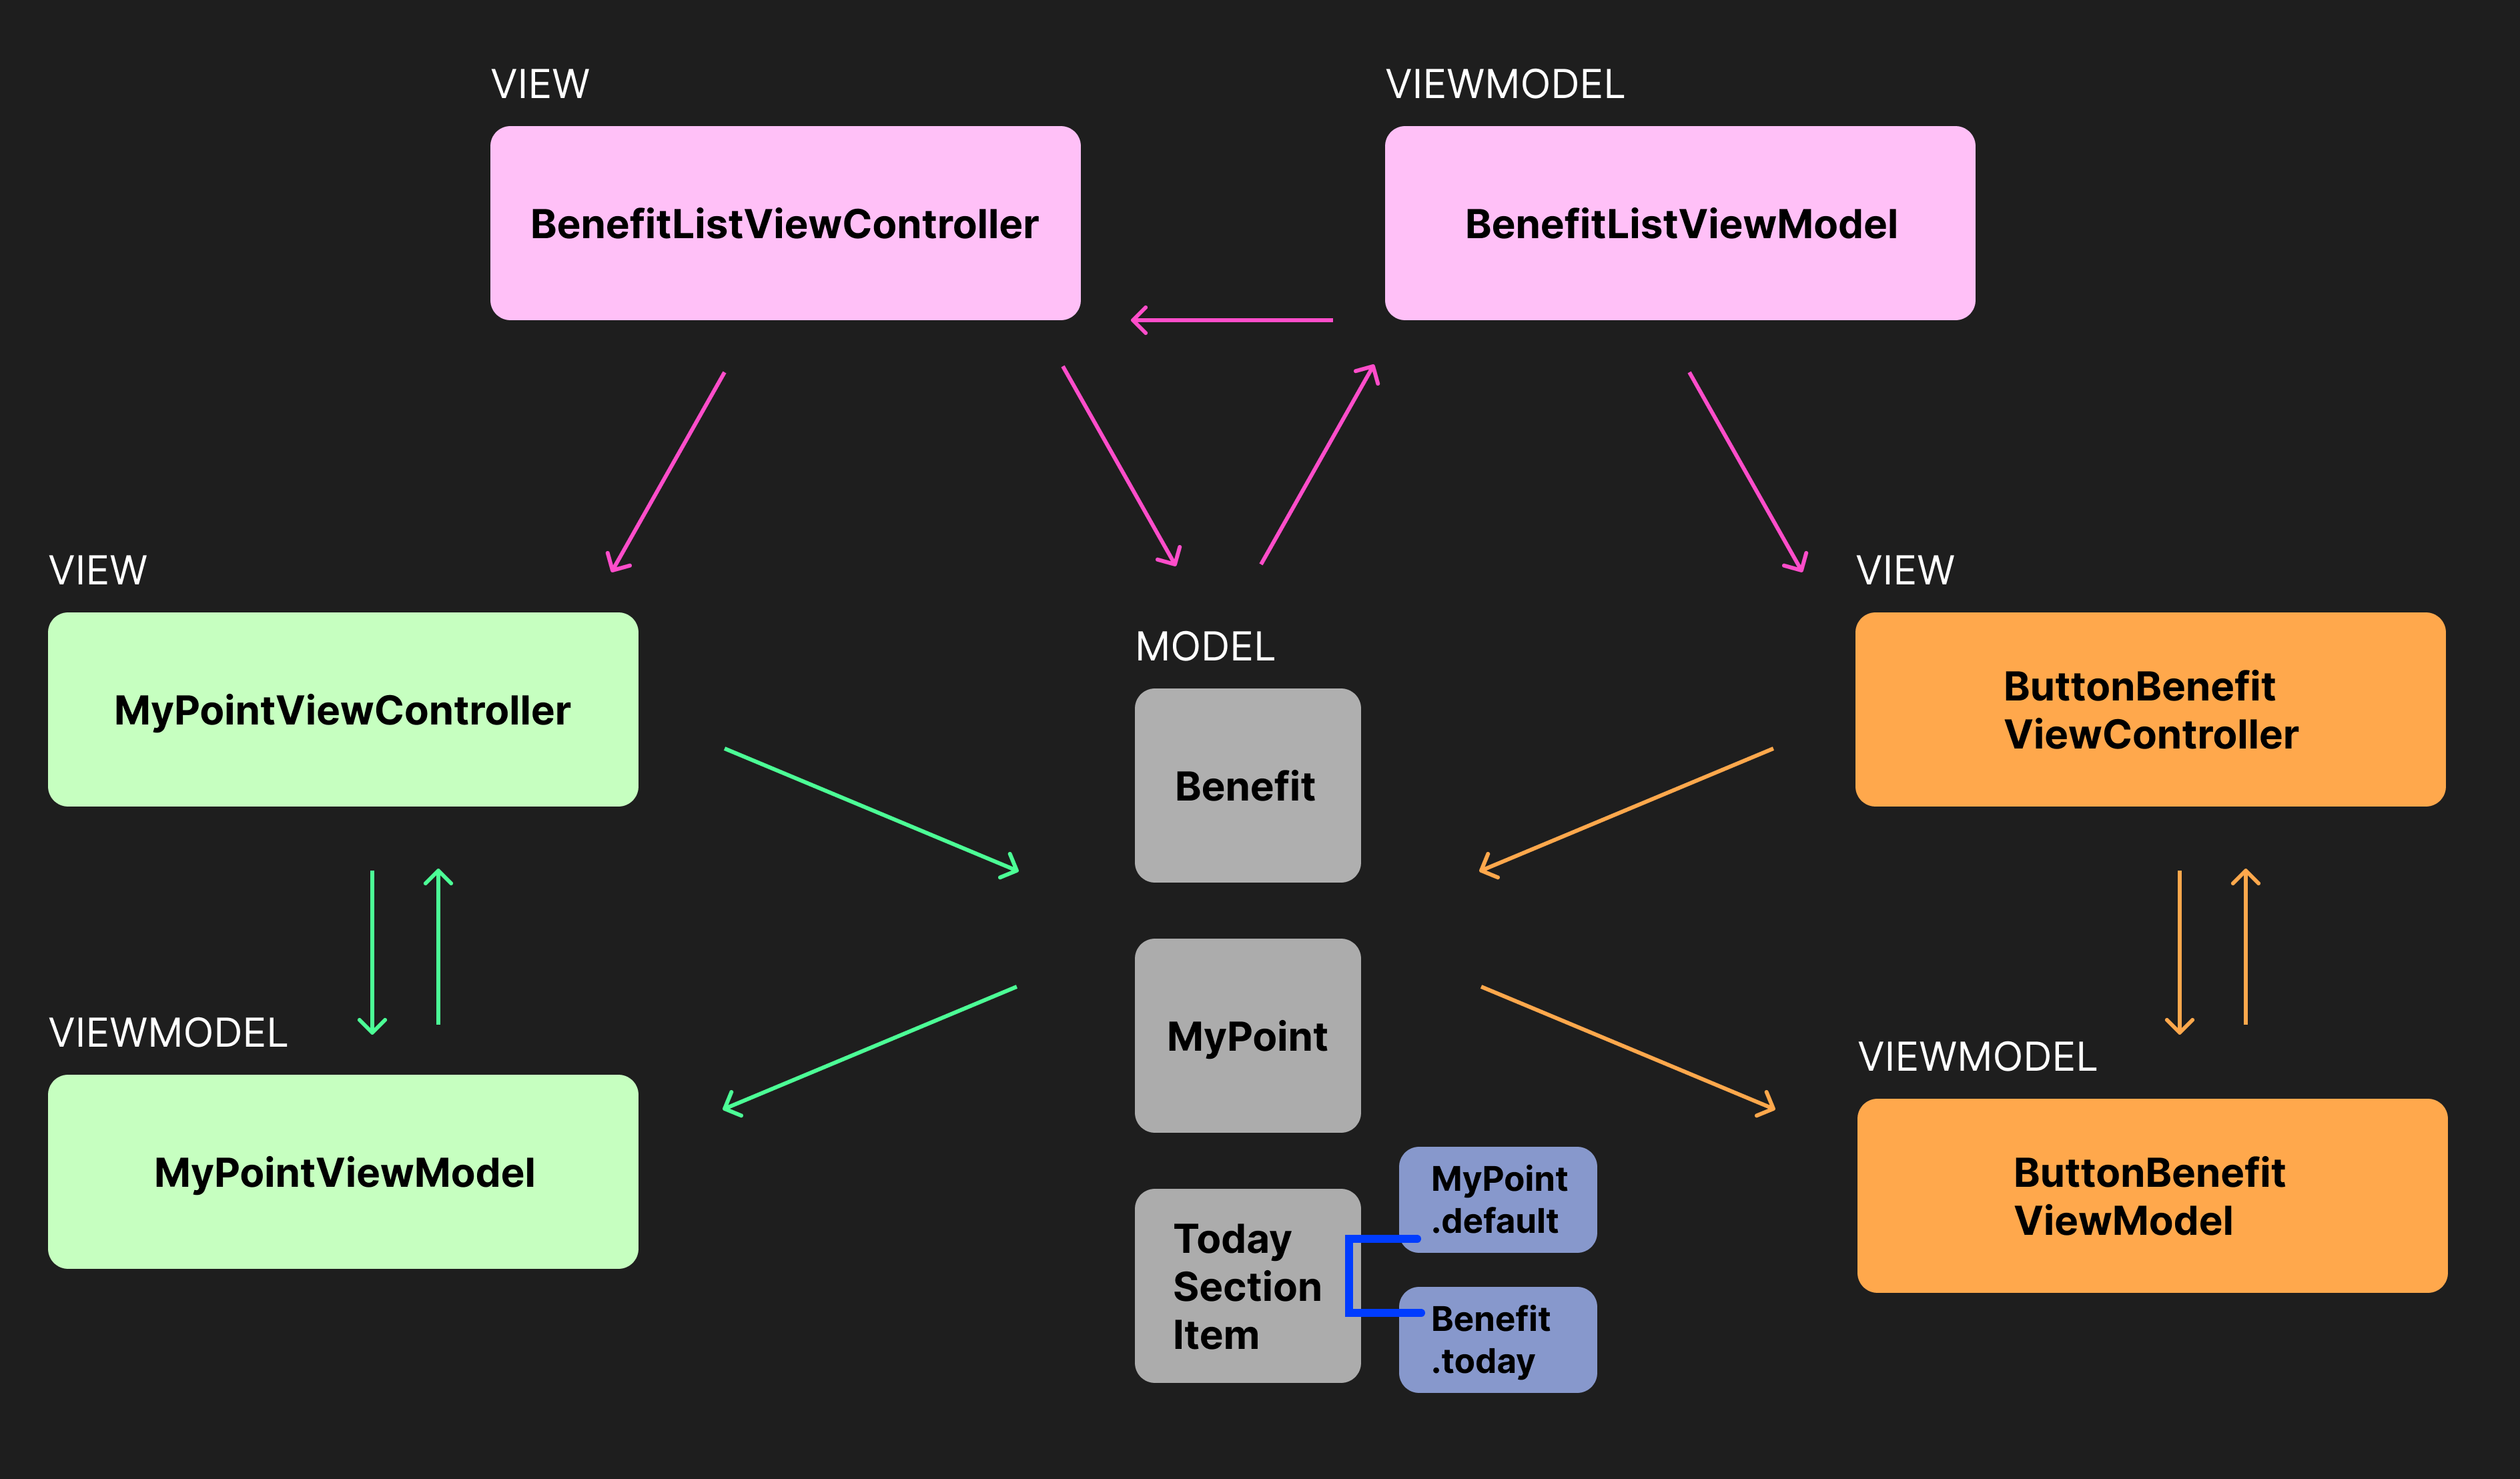 VIEW
BenefitListViewController
VIEWMODEL
BenefitListViewModel
VIEW
MyPointViewController
MODEL
Benefit
VIEW
ButtonBenefit
ViewController
MyPoint
VIEWMODEL
MyPointViewModel
VIEWMODEL
ButtonBenefit
ViewModel
Today
Section
Item
MyPoint
.default
Benefit
.today